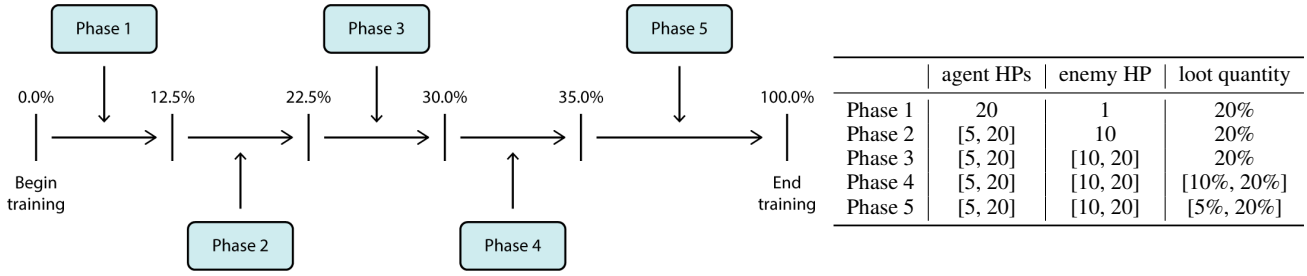 Phase 1
Phase 3
Phase 5
0.0%
12.5%
22.5%
30.0%
35.0%
100.0%
Begin
training
End
training
Phase 2
Phase 4
agent HPs enemy HP loot quantity
Phase 1 20 1 20%
Phase 2 [5, 20] 10 20%
Phase 3 [5, 20] [10, 20] 20%
Phase 4 [5, 20] [10, 20] [10%, 20%]
Phase 5 [5, 20] [10, 20] [5%, 20%]